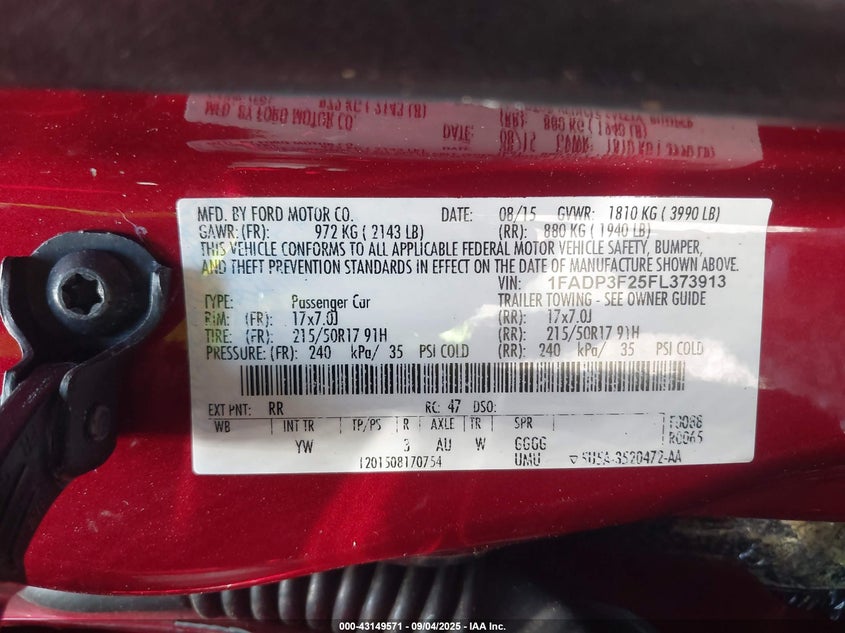 MFD. BY FORD MOTOR CO. DATE: 08/15 GVWR: 1810 KG ( 3990 LB)
GAWR: (FR): 972 KG ( 2143 LB) (RR): 880 KG ( 1940 LB)
THIS VEHICLE CONFORMS TO ALL APPLICABLE FEDERAL MOTOR VEHICLE SAFETY, BUMPER,
AND THEFT PREVENTION STANDARDS IN EFFECT ON THE DATE OF MANUFACTURE SHOWN ABOVE.
VIN: 1FADP3F25FL373913
TYPE: Passenger Car TRAILER TOWING - SEE OWNER GUIDE
RIM: (FR): 17x7.0J (RR): 17x7.0J
TIRE: (FR): 215/50R17 91H (RR): 215/50R17 91H
PRESSURE: (FR): 240 kPa/ 35 PSI COLD (RR): 240 kPa/ 35 PSI COLD
EXT PNT: RR RC: 47 DSO:
WB INT TR TP/PS R AXLE TR SPR
YW 3 AU W GGGG
R0065
UMU
000-43149571 - 09/04/2025 - IAA Inc.